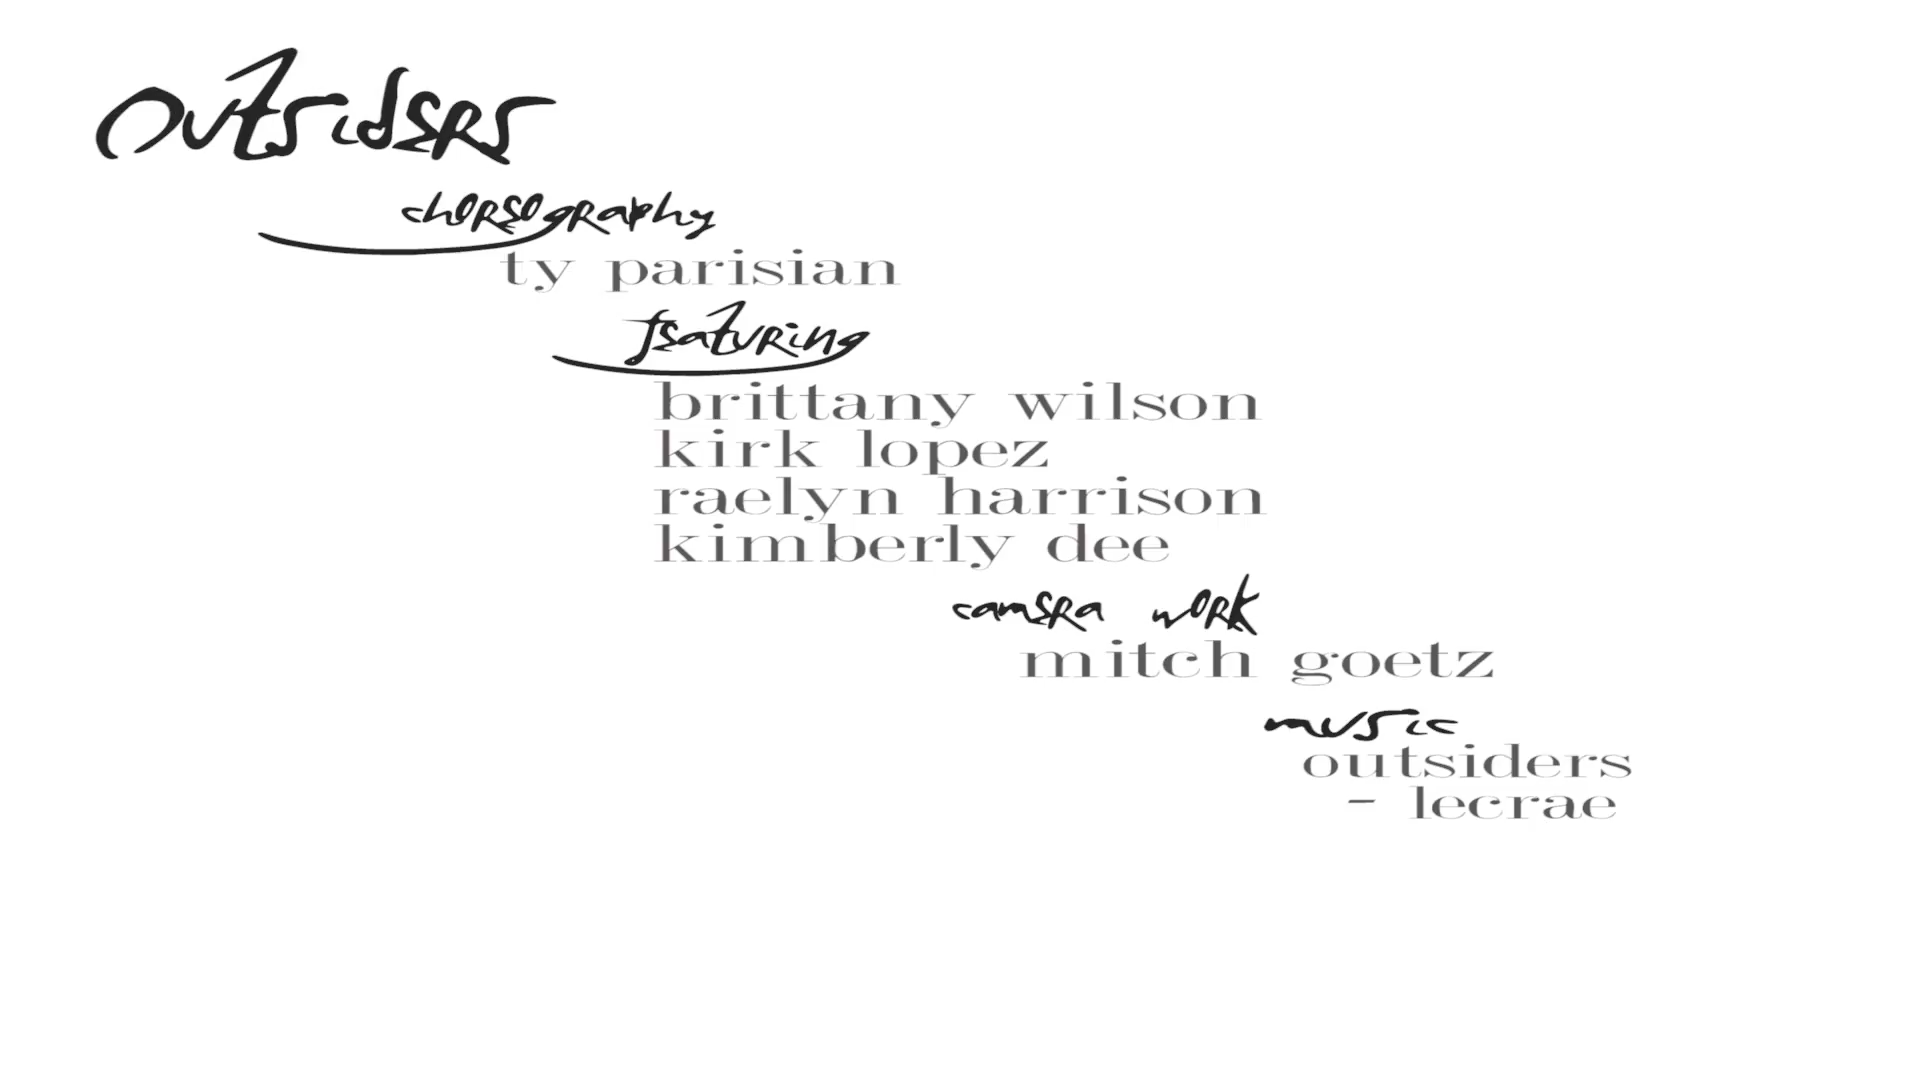 outsiders
choreography
ty parisian
featuring
brittany wilson
kirk lopez
raelyn harrison
kimberly dee
camera work
mitch goetz
music
outsiders
- lecrae